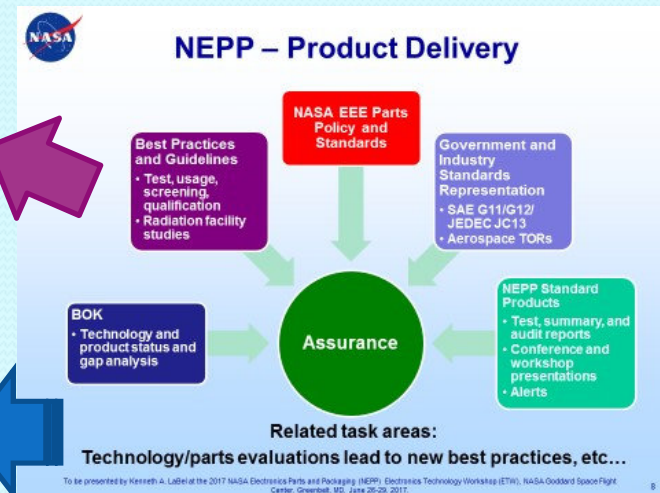 NASA
NEPP – Product Delivery
NASA EEE Parts
Policy and
Standards
Best Practices
and Guidelines
• Test, usage,
screening,
qualification
• Radiation facility
studies
Government and
Industry
Standards
Representation
• SAE G11/G12/
JEDEC JC13
• Aerospace TORs
BOK
• Technology and
product status and
gap analysis
Assurance
NEPP Standard
Products
• Test, summary, and
audit reports
• Conference and
workshop
presentations
• Alerts
Related task areas:
Technology/parts evaluations lead to new best practices, etc…
To be presented by Kenneth A. LaBel at the 2017 NASA Electronics Parts and Packaging (NEPP) Electronics Technology Workshop (ETW), NASA Goddard Space Flight
Center, Greenbelt, MD, June 26-29, 2017.
8